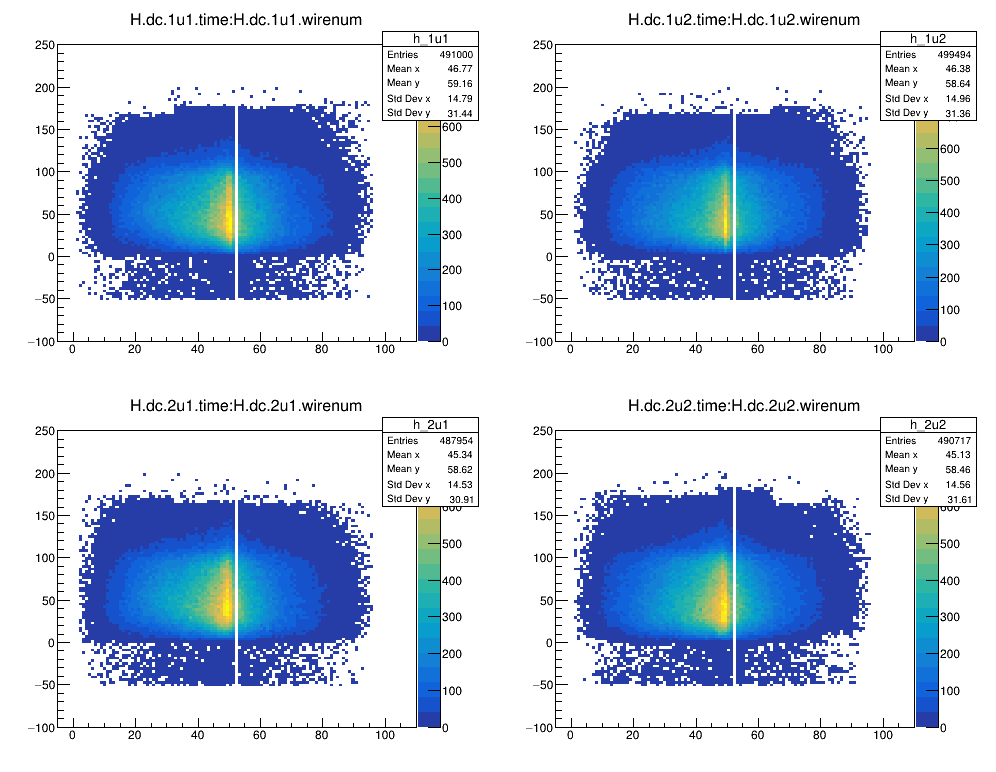 H.dc.1u1.time:H.dc.1u1.wirenum
h_1u1
Entries 491000
Mean x 46.77
Mean y 59.16
Std Dev x 14.79
Std Dev y 31.44
250
200
150
100
50
0
−50
−100
0 20 40 60 80 100
600
500
400
300
200
100
0
H.dc.1u2.time:H.dc.1u2.wirenum
h_1u2
Entries 499494
Mean x 46.38
Mean y 58.64
Std Dev x 14.96
Std Dev y 31.36
250
200
150
100
50
0
−50
−100
0 20 40 60 80 100
600
500
400
300
200
100
0
H.dc.2u1.time:H.dc.2u1.wirenum
h_2u1
Entries 487954
Mean x 45.34
Mean y 58.62
Std Dev x 14.53
Std Dev y 30.91
250
200
150
100
50
0
−50
−100
0 20 40 60 80 100
600
500
400
300
200
100
0
H.dc.2u2.time:H.dc.2u2.wirenum
h_2u2
Entries 490717
Mean x 45.13
Mean y 58.46
Std Dev x 14.56
Std Dev y 31.61
250
200
150
100
50
0
−50
−100
0 20 40 60 80 100
600
500
400
300
200
100
0